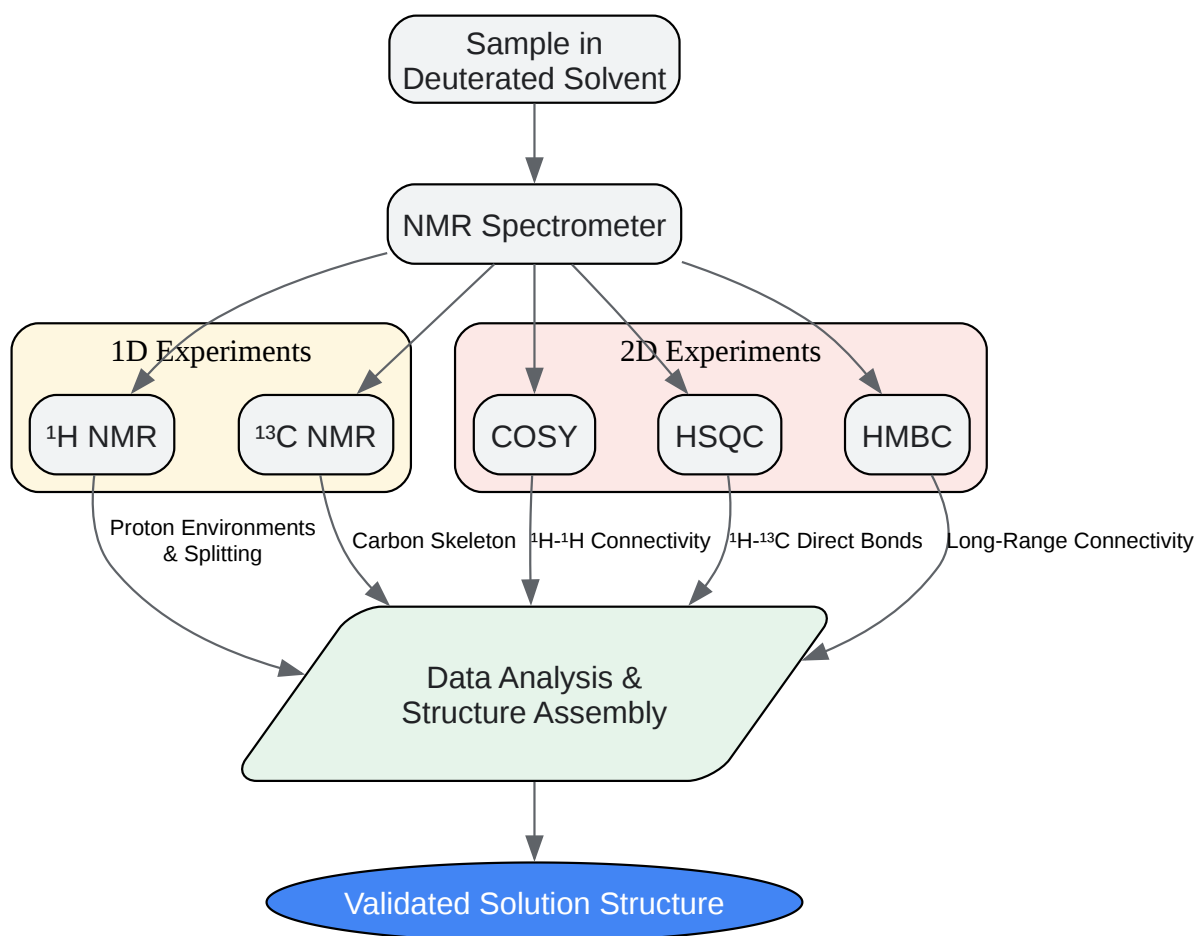 Sample in
Deuterated Solvent
NMR Spectrometer
1D Experiments
2D Experiments
¹H NMR
¹³C NMR
COSY
HSQC
HMBC
Proton Environments
& Splitting
Carbon Skeleton
¹H-¹H Connectivity
¹H-¹³C Direct Bonds
Long-Range Connectivity
Data Analysis &
Structure Assembly
Validated Solution Structure